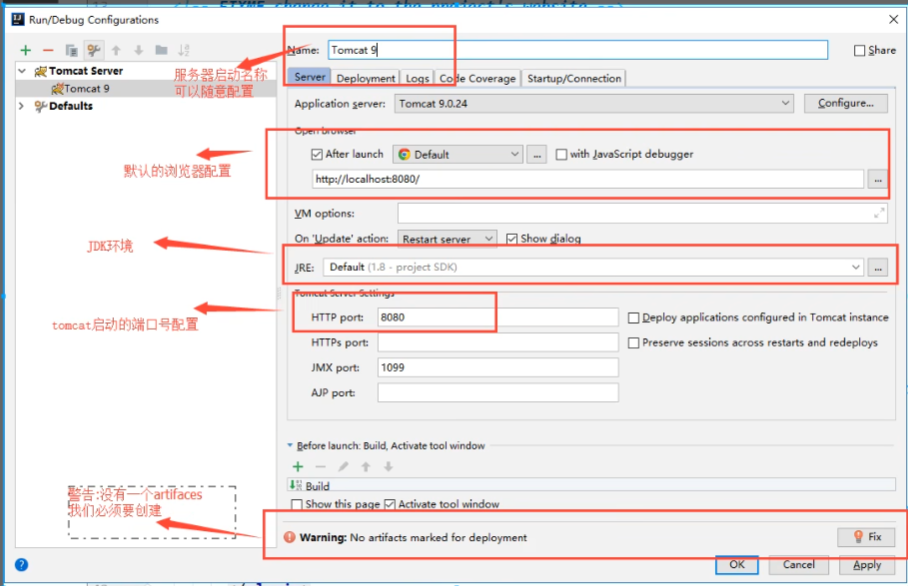 <!-- FIXME change it to the project's website -->
Run/Debug Configurations
Name: Tomcat 9
Share
Tomcat Server
Tomcat 9
Defaults
服务器启动名称
可以随意配置
Server Deployment Logs Code Coverage Startup/Connection
Application server: Tomcat 9.0.24 Configure...
Open browser
After launch Default ... with JavaScript debugger
默认的浏览器配置
http://localhost:8080/ ...
VM options:
On 'Update' action: Restart server Show dialog
JDK环境
JRE: Default (1.8 - project SDK) ...
Tomcat Server Settings
HTTP port: 8080 Deploy applications configured in Tomcat instance
tomcat启动的端口号配置
HTTPs port: Preserve sessions across restarts and redeploys
JMX port: 1099
AJP port:
Before launch: Build, Activate tool window
Build
Show this page Activate tool window
警告:没有一个artifaces
我们必须要创建
Warning: No artifacts marked for deployment Fix
? OK Cancel Apply